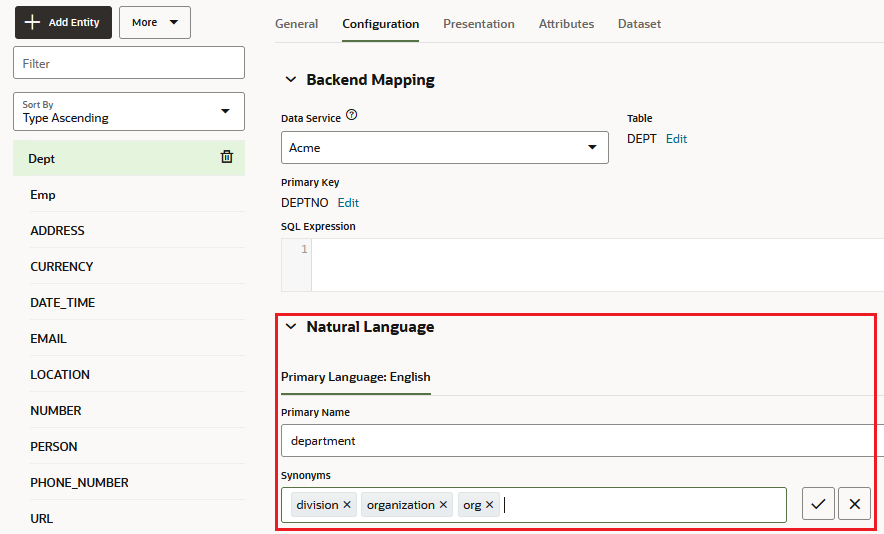 Add Entity
More
Filter
Sort By
Type Ascending
Dept
Emp
ADDRESS
CURRENCY
DATE_TIME
EMAIL
LOCATION
NUMBER
PERSON
PHONE_NUMBER
URL
General Configuration Presentation Attributes Dataset
Backend Mapping
Data Service ?
Acme
Table
DEPT Edit
Primary Key
DEPTNO Edit
SQL Expression
1
Natural Language
Primary Language: English
Primary Name
department
Synonyms
division × organization × org ×